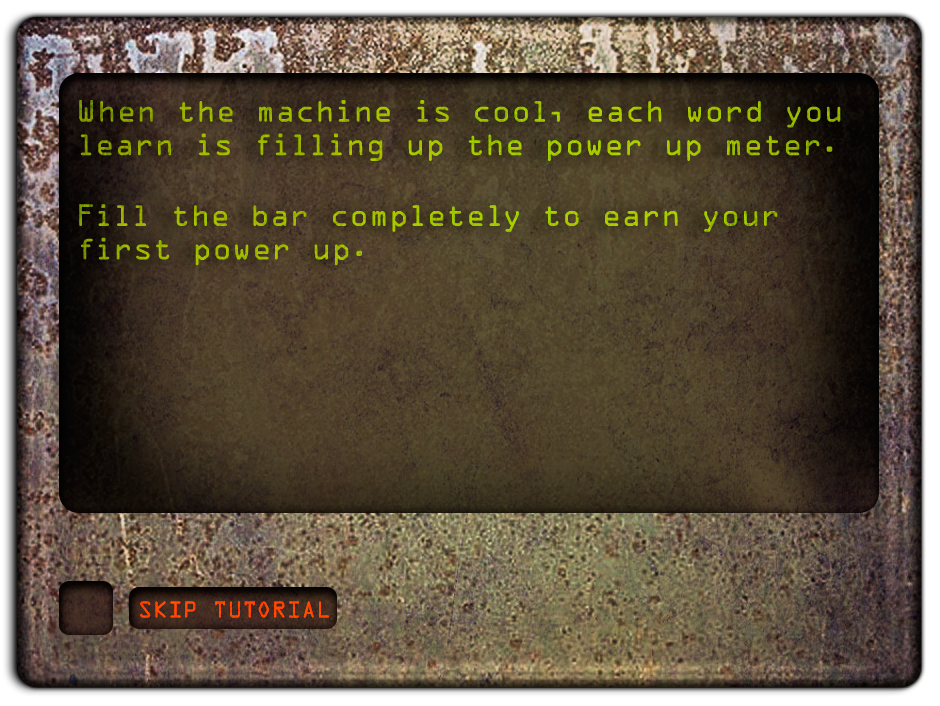 When the machine is cool, each word you
learn is filling up the power up meter.
Fill the bar completely to earn your
first power up.
SKIP TUTORIAL